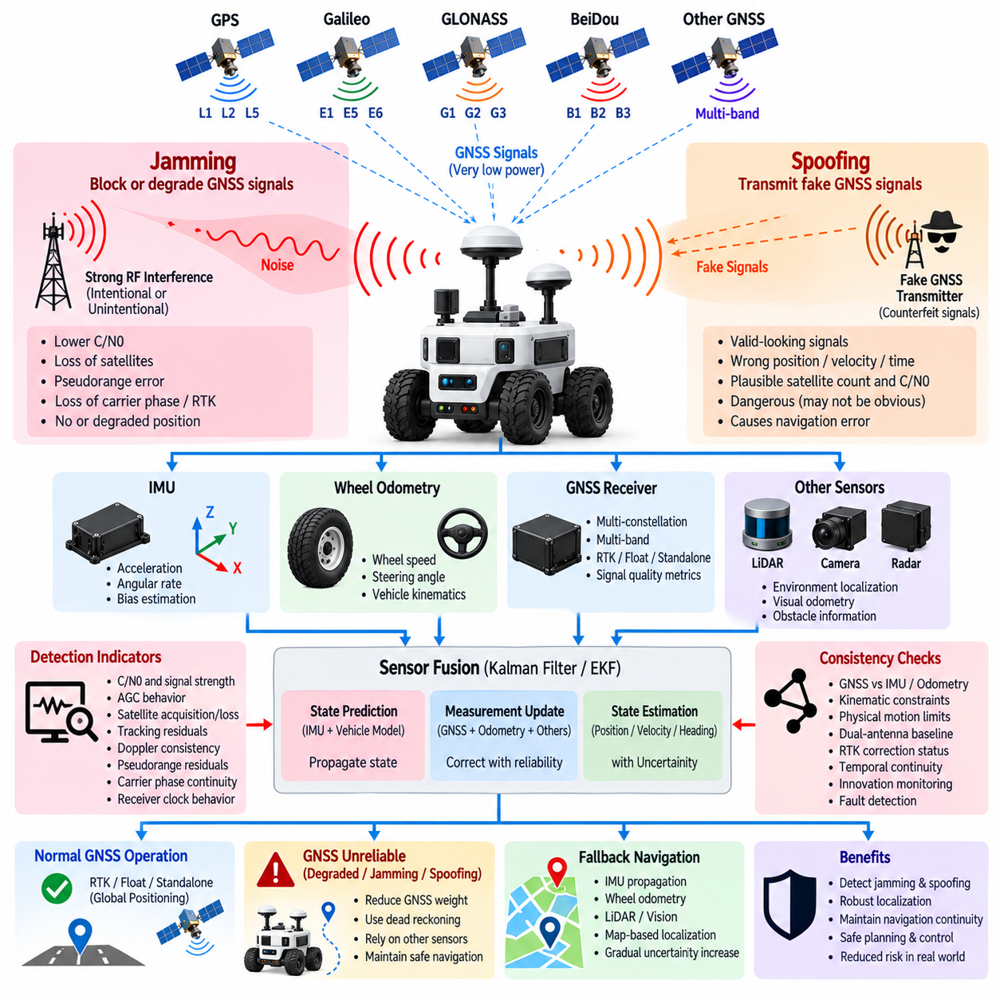 GPS
Galileo
GLONASS
BeiDou
Other GNSS
L1 L2 L5
E1 E5 E6
G1 G2 G3
B1 B2 B3
Multi-band
GNSS Signals
(Very low power)
Jamming
Block or degrade GNSS signals
Noise
Strong RF Interference
(Intentional or
Unintentional)
• Lower C/N0
• Loss of satellites
• Pseudorange error
• Loss of carrier phase / RTK
• No or degraded position
Spoofing
Transmit fake GNSS signals
Fake Signals
Fake GNSS
Transmitter
(Counterfeit signals)
• Valid-looking signals
• Wrong position / velocity / time
• Plausible satellite count and C/N0
• Dangerous (may not be obvious)
• Causes navigation error
IMU
Z
Y
X
• Acceleration
• Angular rate
• Bias estimation
Wheel Odometry
• Wheel speed
• Steering angle
• Vehicle kinematics
GNSS Receiver
• Multi-constellation
• Multi-band
• RTK / Float / Standalone
• Signal quality metrics
Other Sensors
LiDAR
Camera
Radar
• Environment localization
• Visual odometry
• Obstacle information
Detection Indicators
• C/N0 and signal strength
• AGC behavior
• Satellite acquisition/loss
• Tracking residuals
• Doppler consistency
• Pseudorange residuals
• Carrier phase continuity
• Receiver clock behavior
Sensor Fusion (Kalman Filter / EKF)
State Prediction
(IMU + Vehicle Model)
Propagate state
Measurement Update
(GNSS + Odometry + Others)
Correct with reliability
State Estimation
(Position / Velocity / Heading)
with Uncertainity
Consistency Checks
• GNSS vs IMU / Odometry
• Kinematic constraints
• Physical motion limits
• Dual-antenna baseline
• RTK correction status
• Temporal continuity
• Innovation monitoring
• Fault detection
Normal GNSS Operation
RTK / Float / Standalone
(Global Positioning)
GNSS Unreliable
(Degraded / Jamming / Spoofing)
• Reduce GNSS weight
• Use dead reckoning
• Rely on other sensors
• Maintain safe navigation
Fallback Navigation
• IMU propagation
• Wheel odometry
• LiDAR / Vision
• Map-based localization
• Gradual uncertainty increase
Benefits
• Detect jamming & spoofing
• Robust localization
• Maintain navigation continuity
• Safe planning & control
• Reduced risk in real world